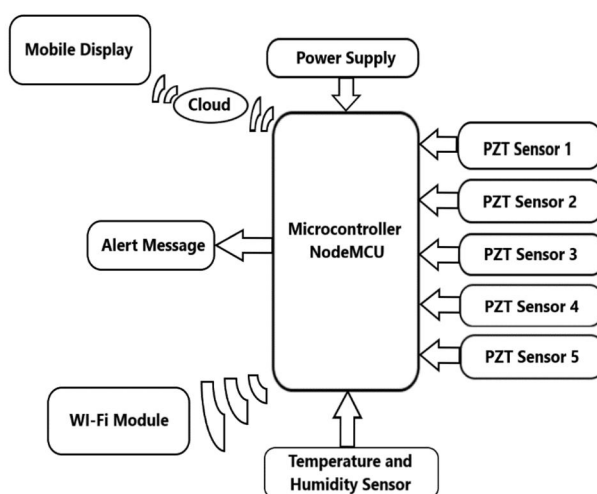 Mobile Display
Power Supply
Cloud
PZT Sensor 1
PZT Sensor 2
Microcontroller
NodeMCU
Alert Message
PZT Sensor 3
PZT Sensor 4
PZT Sensor 5
WI-Fi Module
Temperature and
Humidity Sensor